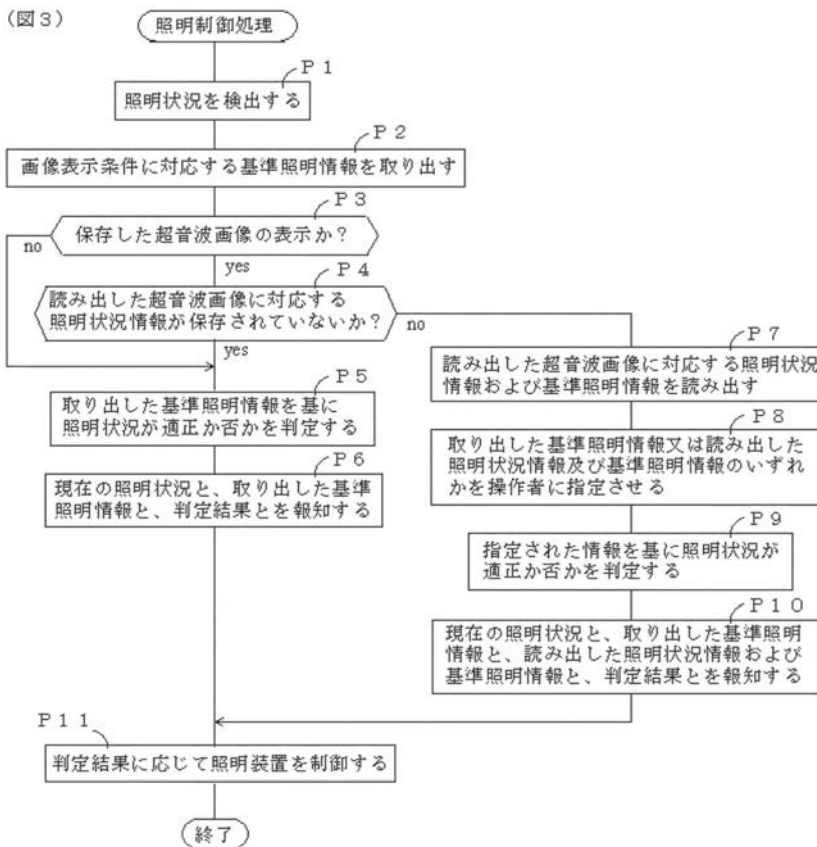 (図3)
照明制御処理
P1
照明状況を検出する
P2
画像表示条件に対応する基準照明情報を取り出す
P3
保存した超音波画像の表示か?
no
yes
P4
読み出した超音波画像に対応する
照明状況情報が保存されていないか?
no
yes
P5
取り出した基準照明情報を基に
照明状況が適正か否かを判定する
P6
現在の照明状況と、取り出した基準
照明情報と、判定結果とを報知する
P7
読み出した超音波画像に対応する照明状況
情報および基準照明情報を読み出す
P8
取り出した基準照明情報又は読み出した
照明状況情報及び基準照明情報のいずれ
かを操作者に指定させる
P9
指定された情報を基に照明状況が
適正か否かを判定する
P10
現在の照明状況と、取り出した基準照明
情報と、読み出した照明状況情報および
基準照明情報と、判定結果とを報知する
P11
判定結果に応じて照明装置を制御する
終了